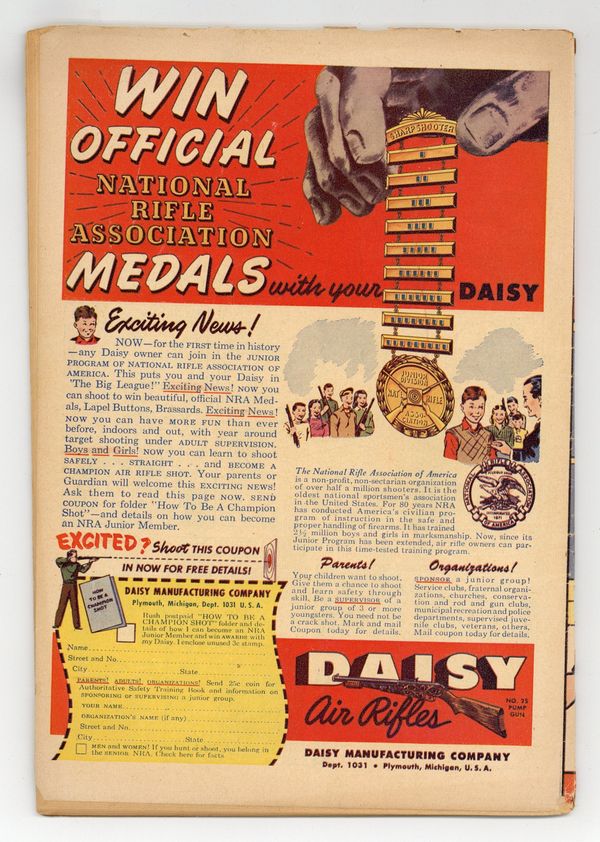 WIN
OFFICIAL
NATIONAL
RIFLE
ASSOCIATION
MEDALS
with your
DAISY
SHARPSHOOTER
JUNIOR
DIVISION
NAT'L RIFLE
ASSO-
CIATION
Exciting News!
NOW—for the FIRST time in history
—any Daisy owner can join in the JUNIOR
PROGRAM OF NATIONAL RIFLE ASSOCIATION OF
AMERICA. This puts you and your Daisy in
"The Big League!" Exciting News! NOW you
can shoot to win beautiful, official NRA Med-
als, Lapel Buttons, Brassards. Exciting News!
NOW you can have MORE FUN than ever
before, indoors and out, with year around
target shooting under ADULT SUPERVISION.
Boys and Girls! NOW you can learn to shoot
SAFELY . . . STRAIGHT . . . and BECOME A
CHAMPION AIR RIFLE SHOT. Your parents or
Guardian will welcome this EXCITING NEWS!
Ask them to read this page NOW. SEND
COUPON for folder "How To Be A Champion
Shot"—and details on how you can become
an NRA Junior Member.
The National Rifle Association of America
is a non-profit, non-sectarian organization
of over half a million shooters. It is the
oldest national sportsmen's association
in the United States. For 80 years NRA
has conducted America's civilian pro-
gram of instruction in the safe and
proper handling of firearms. It has trained
2½ million boys and girls in marksmanship. Now, since its
Junior Program has been extended, air rifle owners can par-
ticipate in this time-tested training program.
NATIONAL RIFLE ASSOCIATION
INCORPORATED
1871
OF AMERICA
Parents!
Your children want to shoot.
Give them a chance to shoot
and learn safety through
skill. Be a SUPERVISOR of a
junior group of 3 or more
youngsters. You need not be
a crack shot. Mark and mail
Coupon today for details.
Organizations!
SPONSOR a junior group!
Service clubs, fraternal organi-
zations, churches, conserva-
tion and rod and gun clubs,
municipal recreation and police
departments, supervised juve-
nile clubs, veterans, others,
Mail coupon today for details.
EXCITED? Shoot THIS COUPON
IN NOW FOR FREE DETAILS!
HOW
TO BE A
CHAMPION
SHOT
DAISY MANUFACTURING COMPANY
Plymouth, Michigan, Dept. 1031 U. S. A.
Rush postpaid "HOW TO BE A
CHAMPION SHOT" folder and de-
tails of how I can become an NRA
Junior Member and WIN AWARDS with
my Daisy. I enclose unused 3c stamp.
Name
Street and No.
City State
PARENTS! ADULTS! ORGANIZATIONS! Send 25c coin for
Authoritative Safety Training Book and information on
SPONSORING or SUPERVISING a junior group.
YOUR NAME
ORGANIZATION'S NAME (if any)
Street and No.
City State
MEN and WOMEN! If you hunt or shoot, you belong in
the SENIOR NRA. Check here for facts
DAISY
Air Rifles
NO. 25
PUMP
GUN
DAISY MANUFACTURING COMPANY
Dept. 1031 • Plymouth, Michigan, U. S. A.